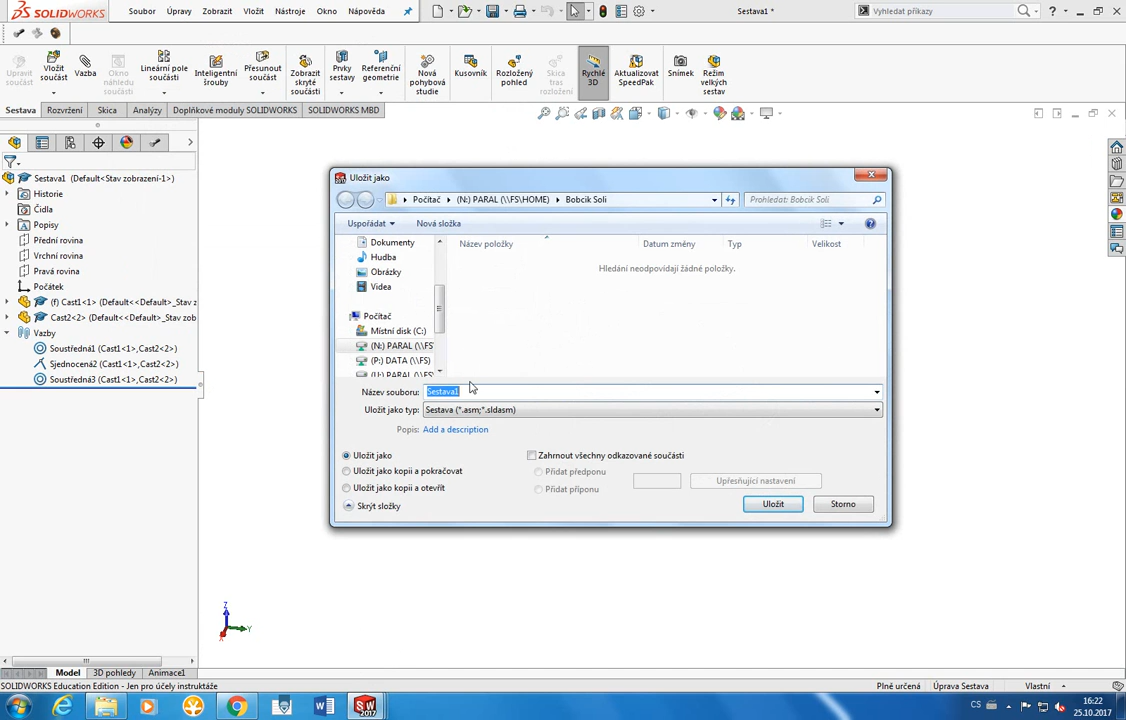 SOLIDWORKS
Soubor Úpravy Zobrazit Vložit Nástroje Okno Nápověda
Sestava1 *
Vyhledat příkazy
Upravit součást
Vložit součást
Vazba
Okno náhledu součásti
Lineární pole součásti
Inteligentní šrouby
Přesunout součást
Zobrazit skryté součásti
Prvky sestavy
Referenční geometrie
Nová pohybová studie
Kusovník
Rozložený pohled
Skica tras rozložení
Rychlé 3D
Aktualizovat SpeedPak
Snímek
Režim velkých sestav
Sestava Rozvržení Skica Analýzy Doplňkové moduly SOLIDWORKS SOLIDWORKS MBD
Sestava1 (Default<Stav zobrazení-1>)
Historie
Čidla
Popisy
Přední rovina
Vrchní rovina
Pravá rovina
Počátek
(f) Cast1<1> (Default<<Default>_Stav z
Cast2<2> (Default<<Default>_Stav zob
Vazby
Soustředná1 (Cast1<1>,Cast2<2>)
Sjednocená2 (Cast1<1>,Cast2<2>)
Soustředná3 (Cast1<1>,Cast2<2>)
Uložit jako
Počítač (N:) PARAL (\\FS\HOME) Bobcik Soli
Prohledat: Bobcik Soli
Uspořádat Nová složka
Dokumenty
Hudba
Obrázky
Videa
Počítač
Místní disk (C:)
(N:) PARAL (\\FS
(P:) DATA (\\FS\
Název položky Datum změny Typ Velikost
Hledání neodpovídají žádné položky.
Název souboru: Sestava1
Uložit jako typ: Sestava (*.asm;*.sldasm)
Popis: Add a description
Uložit jako
Uložit jako kopii a pokračovat
Uložit jako kopii a otevřít
Zahrnout všechny odkazované součásti
Přidat předponu
Přidat příponu
Upřesňující nastavení
Skrýt složky
Uložit Storno
Z
Y
X
Model 3D pohledy Animace1
SOLIDWORKS Education Edition - Jen pro účely instruktáže
Plně určená Úprava Sestava Vlastní
CS
16:22
25.10.2017